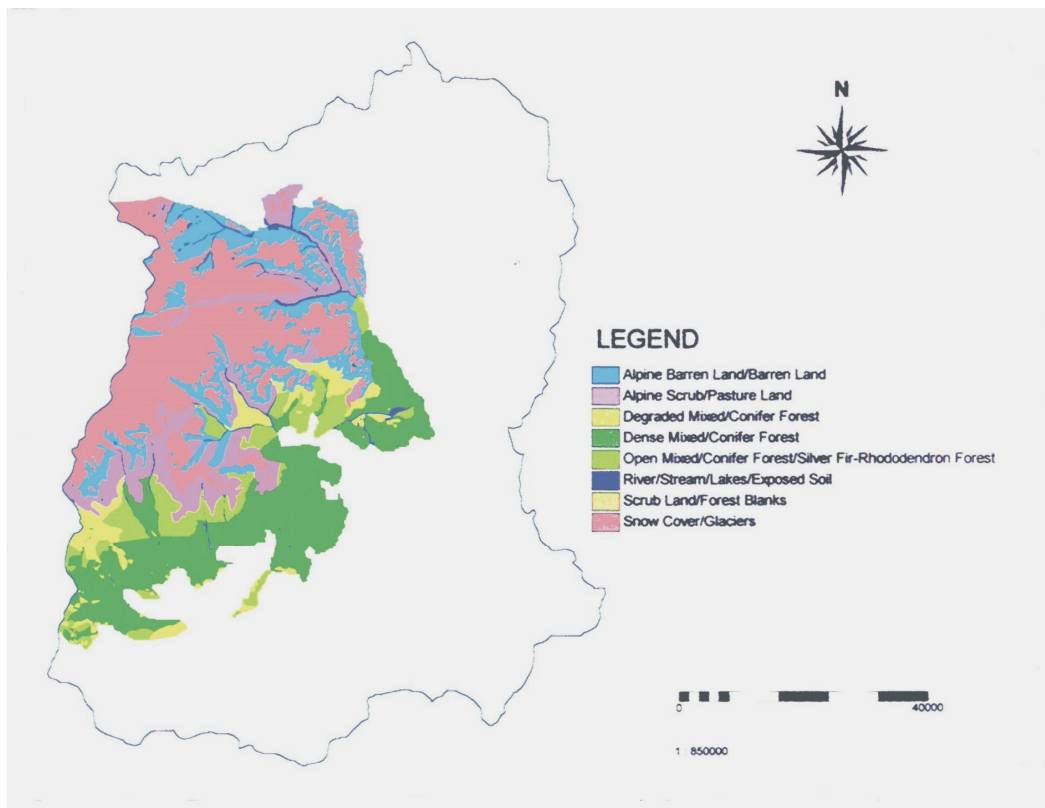 N
LEGEND
Alpine Barren Land/Barren Land
Alpine Scrub/Pasture Land
Degraded Mixed/Conifer Forest
Dense Mixed/Conifer Forest
Open Mixed/Conifer Forest/Silver Fir-Rhododendron Forest
River/Stream/Lakes/Exposed Soil
Scrub Land/Forest Blanks
Snow Cover/Glaciers
0 40000
1 850000